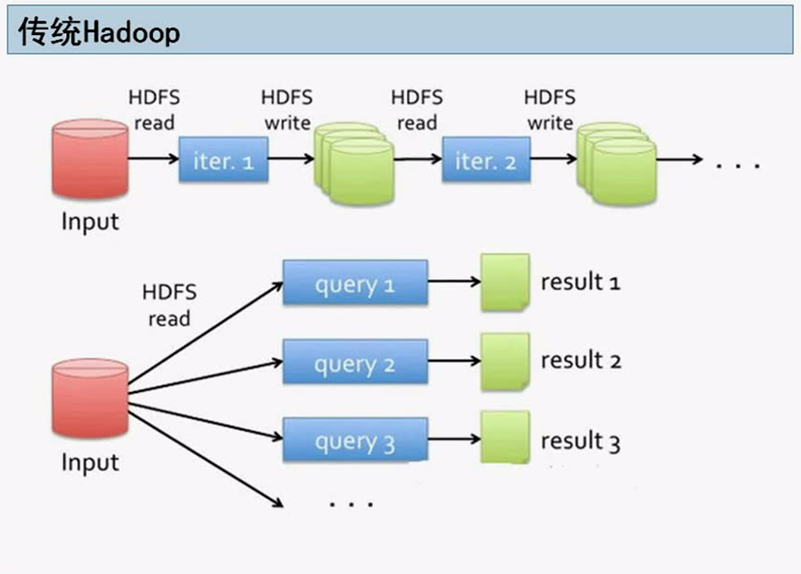 传统Hadoop
HDFS read
HDFS write
HDFS read
HDFS write
iter. 1
iter. 2
. . .
Input
HDFS read
query 1
result 1
query 2
result 2
query 3
result 3
Input
. . .